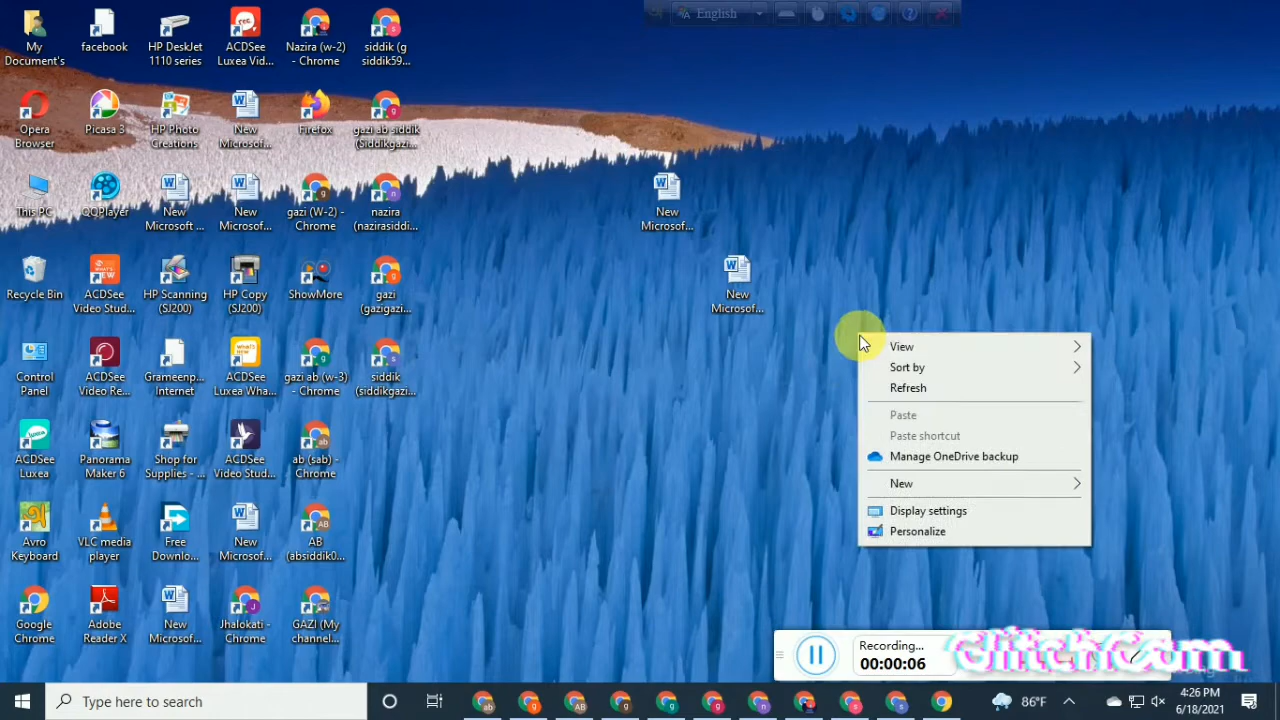 English
My
Document's
facebook
HP DeskJet
1110 series
ACDSee
Luxea Vid...
Nazira (w-2)
- Chrome
siddik (g
siddik59...
Opera
Browser
Picasa 3
HP Photo
Creations
New
Microsof...
Firefox
gazi ab siddik
(Siddikgazi...
This PC
QQPlayer
New
Microsoft ...
New
Microsof...
gazi (W-2) -
Chrome
nazira
(nazirasiddi...
New
Microsof...
Recycle Bin
ACDSee
Video Stud...
HP Scanning
(SJ200)
HP Copy
(SJ200)
ShowMore
gazi
(gazigazi...
New
Microsof...
Control
Panel
ACDSee
Video Re...
Grameenp...
Internet
ACDSee
Luxea Wha...
gazi ab (w-3)
- Chrome
siddik
(siddikgazi...
ACDSee
Luxea
Panorama
Maker 6
Shop for
Supplies - ...
ACDSee
Video Stud...
ab (sab) -
Chrome
Avro
Keyboard
VLC media
player
Free
Downlo...
New
Microsof...
AB
(absiddik0...
Google
Chrome
Adobe
Reader X
New
Microsof...
Jhalokati -
Chrome
GAZI (My
channel...
View
Sort by
Refresh
Paste
Paste shortcut
Manage OneDrive backup
New
Display settings
Personalize
Recording...
00:00:06
GlitchCam
Type here to search
86°F
4:26 PM
6/18/2021